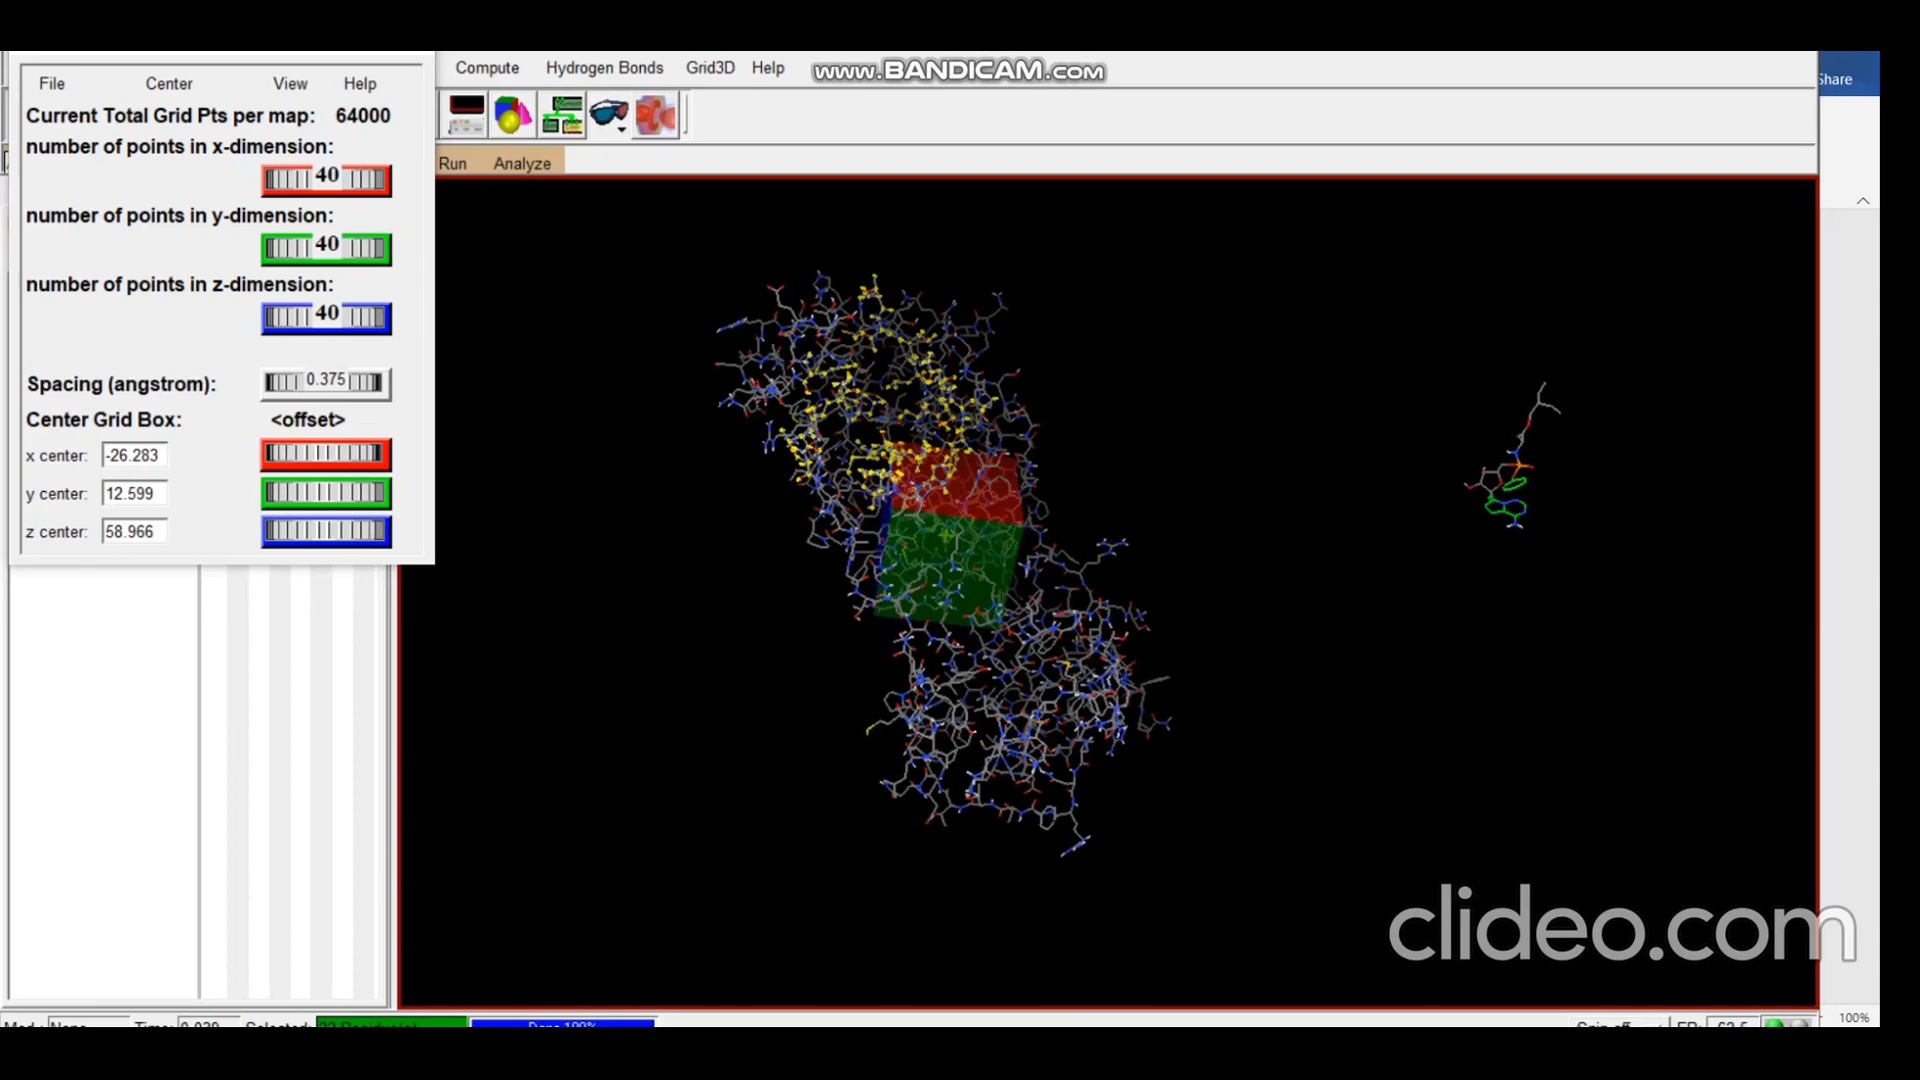 File Center View Help
Current Total Grid Pts per map: 64000
number of points in x-dimension:
40
number of points in y-dimension:
40
number of points in z-dimension:
40
Spacing (angstrom): 0.375
Center Grid Box: <offset>
x center: -26.283
y center: 12.599
z center: 58.966
Compute Hydrogen Bonds Grid3D Help
www.BANDICAM.com
Share
Run Analyze
clideo.com
100%